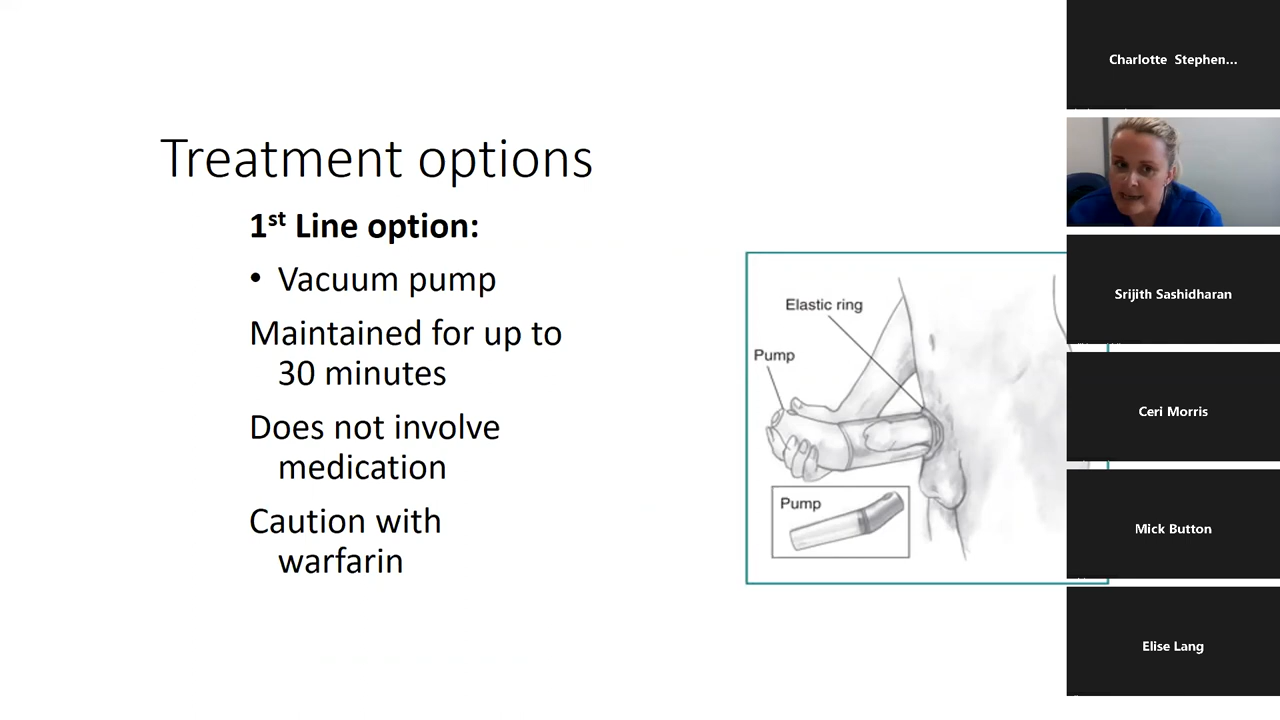 Treatment options
1st Line option:
• Vacuum pump
Maintained for up to
30 minutes
Does not involve
medication
Caution with
warfarin
Elastic ring
Pump
Pump
Charlotte Stephen...
Srijith Sashidharan
Ceri Morris
Mick Button
Elise Lang